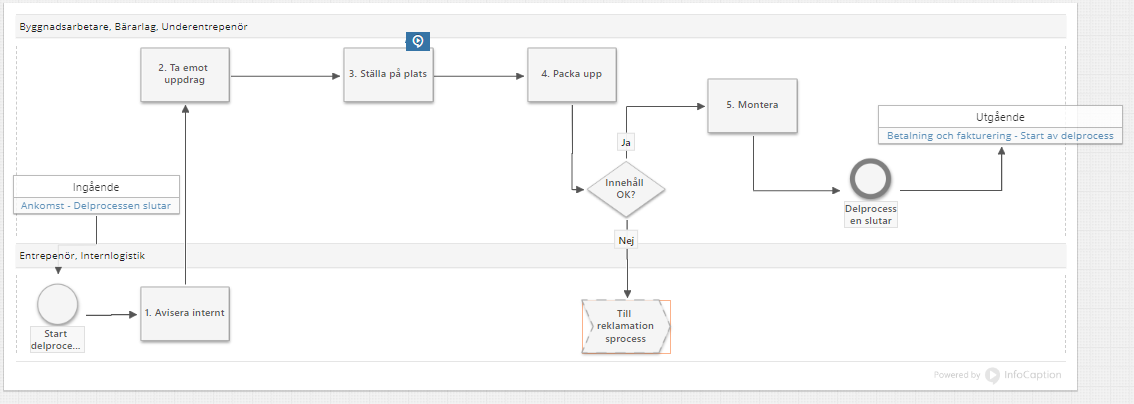 Byggnadsarbetare, Bärarlag, Underentrepenör
2. Ta emot
uppdrag
3. Ställa på plats
4. Packa upp
5. Montera
Utgående
Betalning och fakturering - Start av delprocess
Ja
Ingående
Ankomst - Delprocessen slutar
Innehåll
OK?
Delprocess
en slutar
Nej
Entrepenör, Internlogistik
1. Avisera internt
Start
delproce...
Till
reklamation
sprocess
Powered by InfoCaption